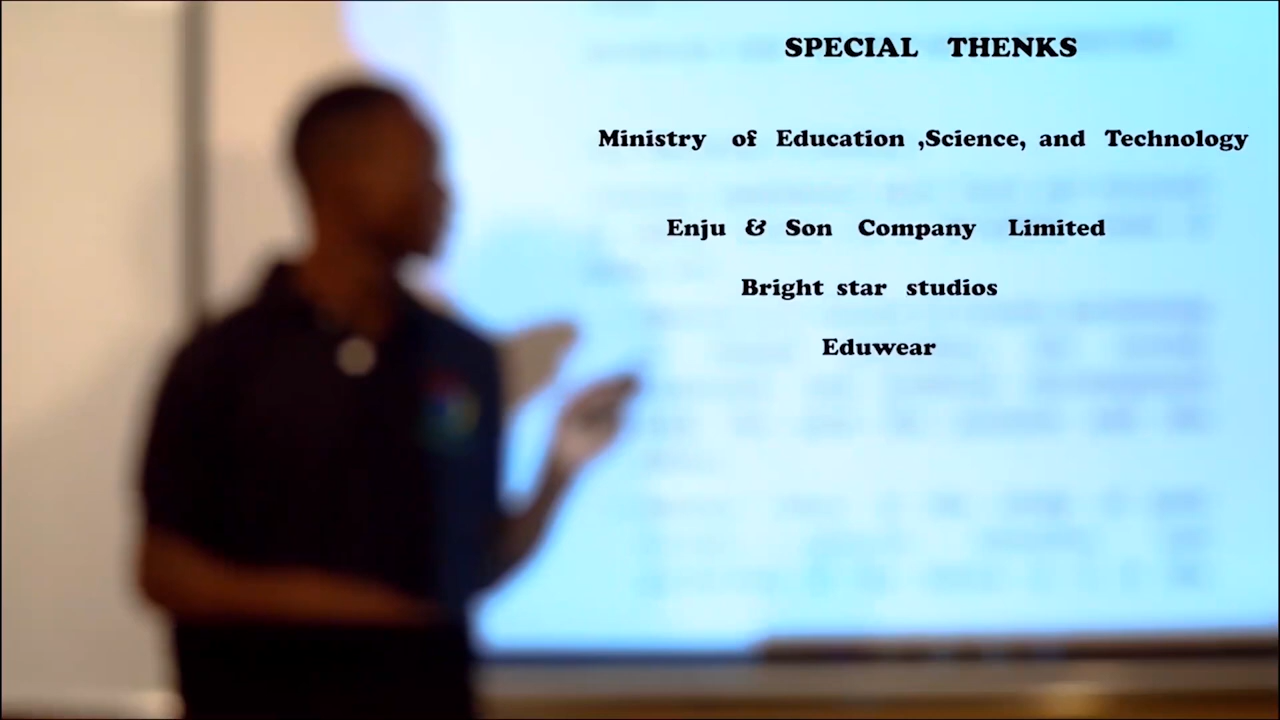 SPECIAL THENKS
Ministry of Education ,Science, and Technology
Enju & Son Company Limited
Bright star studios
Eduwear